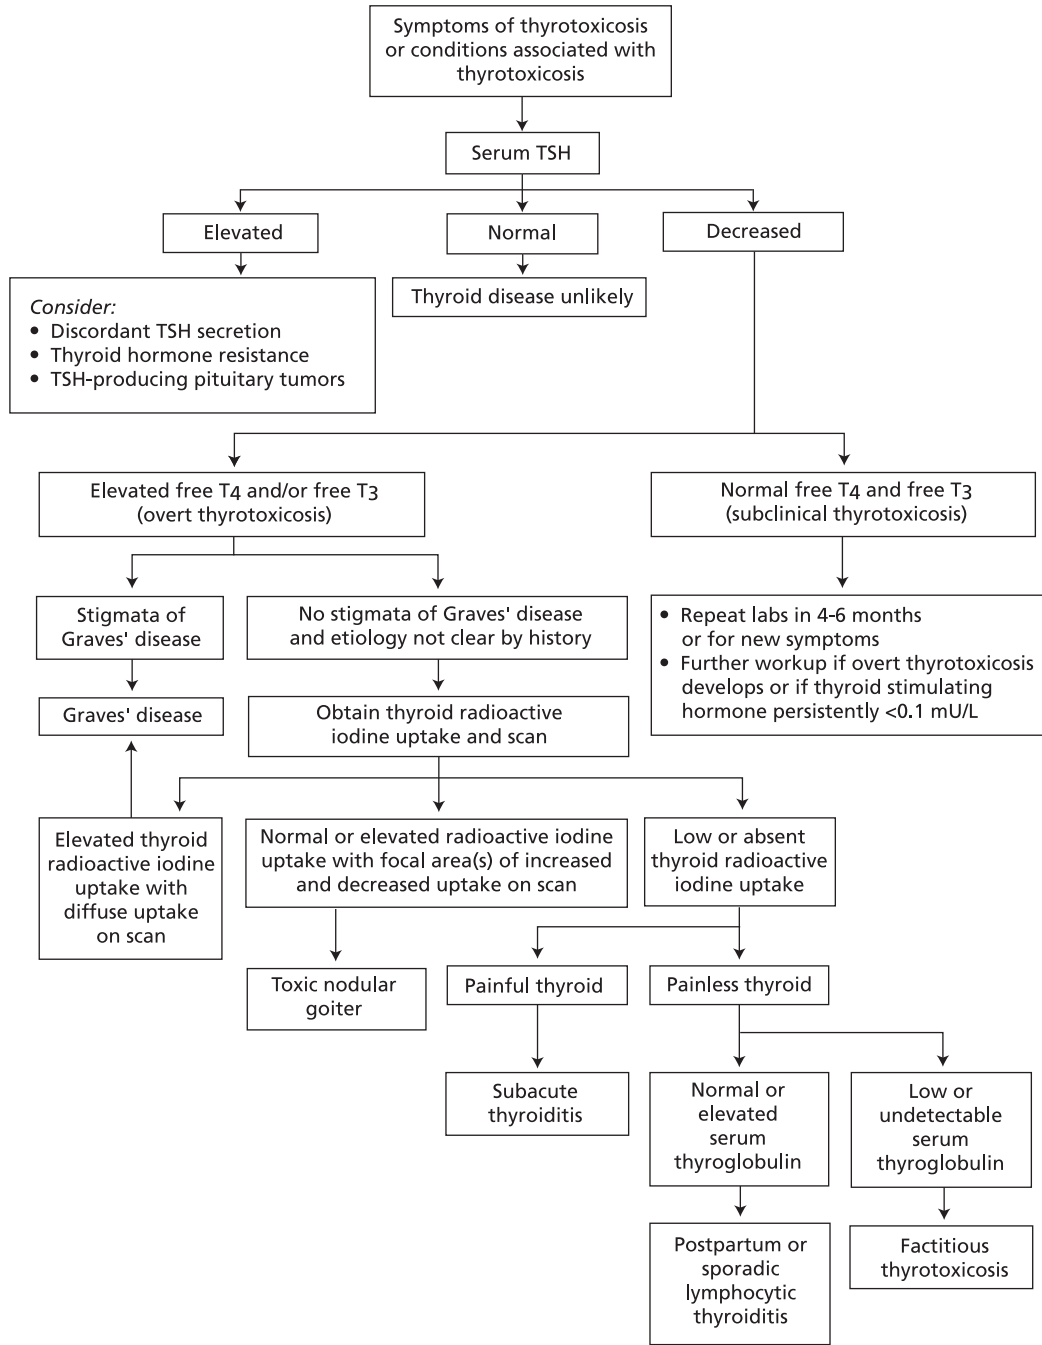 Symptoms of thyrotoxicosis
or conditions associated with
thyrotoxicosis
Serum TSH
Elevated
Normal
Decreased
Consider:
• Discordant TSH secretion
• Thyroid hormone resistance
• TSH-producing pituitary tumors
Thyroid disease unlikely
Elevated free T4 and/or free T3
(overt thyrotoxicosis)
Normal free T4 and free T3
(subclinical thyrotoxicosis)
Stigmata of
Graves' disease
No stigmata of Graves' disease
and etiology not clear by history
• Repeat labs in 4-6 months
or for new symptoms
• Further workup if overt thyrotoxicosis
develops or if thyroid stimulating
hormone persistently <0.1 mU/L
Graves' disease
Obtain thyroid radioactive
iodine uptake and scan
Elevated thyroid
radioactive iodine
uptake with
diffuse uptake
on scan
Normal or elevated radioactive iodine
uptake with focal area(s) of increased
and decreased uptake on scan
Low or absent
thyroid radioactive
iodine uptake
Toxic nodular
goiter
Painful thyroid
Painless thyroid
Subacute
thyroiditis
Normal or
elevated
serum
thyroglobulin
Low or
undetectable
serum
thyroglobulin
Postpartum or
sporadic
lymphocytic
thyroiditis
Factitious
thyrotoxicosis